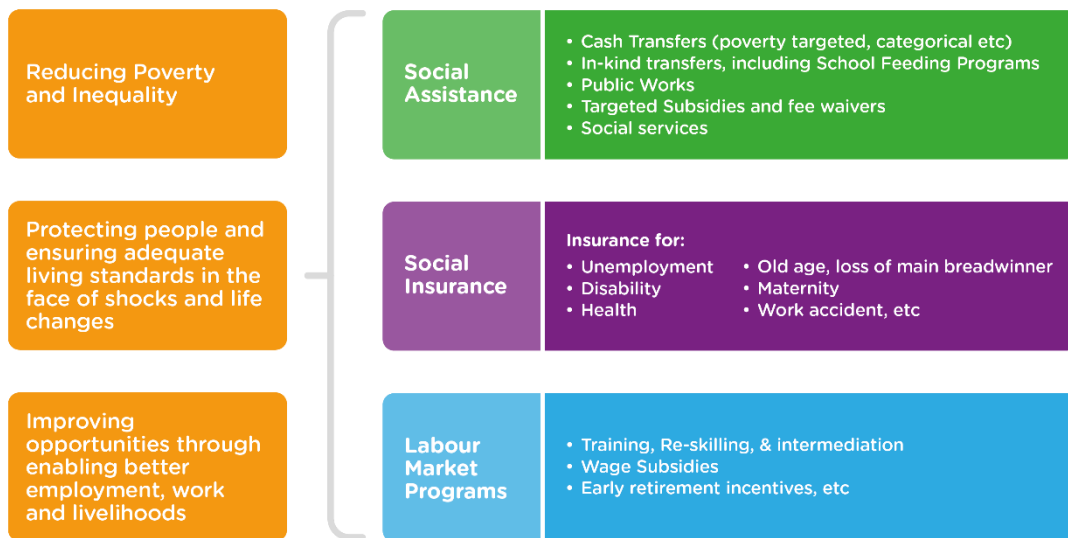 Reducing Poverty
and Inequality
Protecting people and
ensuring adequate
living standards in the
face of shocks and life
changes
Improving
opportunities through
enabling better
employment, work
and livelihoods
Social
Assistance
• Cash Transfers (poverty targeted, categorical etc)
• In-kind transfers, including School Feeding Programs
• Public Works
• Targeted Subsidies and fee waivers
• Social services
Social
Insurance
Insurance for:
• Unemployment
• Disability
• Health
• Old age, loss of main breadwinner
• Maternity
• Work accident, etc
Labour
Market
Programs
• Training, Re-skilling, & intermediation
• Wage Subsidies
• Early retirement incentives, etc